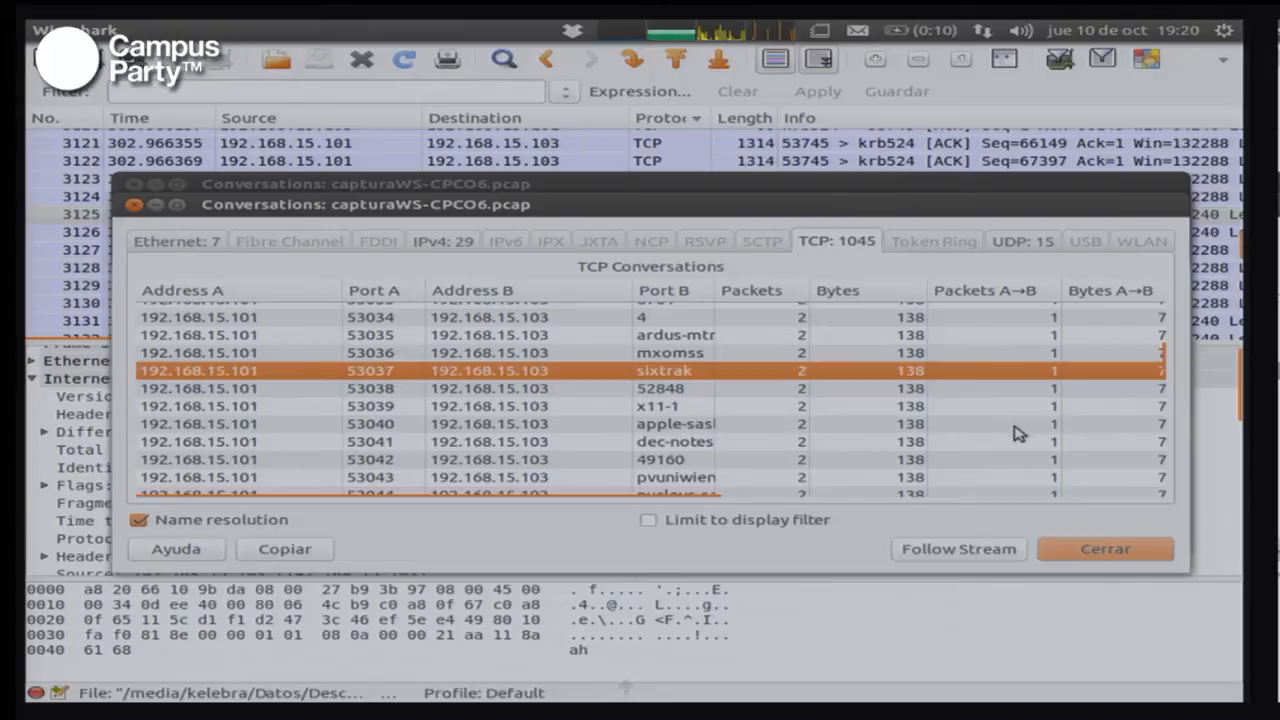 Campus
Party™
(0:10) jue 10 de oct 19:20
Expression... Clear Apply Guardar
No. Time Source Destination Length Info
3121 302.966355 192.168.15.101 192.168.15.103 TCP 1314 53745 > krb524 [ACK] Seq=66149 Ack=1 Win=132288 L
3122 302.966369 192.168.15.101 192.168.15.103 TCP 1314 53745 > krb524 [ACK] Seq=67397 Ack=1 Win=132288 L
3123
3124
3125
3126
3128
3129
3130
3131
Conversations: capturaWS-CPCO6.pcap
Conversations: capturaWS-CPCO6.pcap
Ethernet: 7 Fibre Channel FDDI IPv4: 29 IPv6 IPX JXTA NCP RSVP SCTP TCP: 1045 Token Ring UDP: 15 USB WLAN
TCP Conversations
Address A Port A Address B Port B Packets Bytes Packets A→B Bytes A→B
192.168.15.101 53034 192.168.15.103 4 2 138 1 7
192.168.15.101 53035 192.168.15.103 ardus-mtr 2 138 1 7
192.168.15.101 53036 192.168.15.103 mxomss 2 138 1 7
192.168.15.101 53037 192.168.15.103 sixtrak 2 138 1 7
192.168.15.101 53038 192.168.15.103 52848 2 138 1 7
192.168.15.101 53039 192.168.15.103 x11-1 2 138 1 7
192.168.15.101 53040 192.168.15.103 apple-sasl 2 138 1 7
192.168.15.101 53041 192.168.15.103 dec-notes 2 138 1 7
192.168.15.101 53042 192.168.15.103 49160 2 138 1 7
192.168.15.101 53043 192.168.15.103 pvuniwien 2 138 1 7
Name resolution Limit to display filter
Ayuda Copiar Follow Stream Cerrar
Etherne
Interne
Versio
Header
Differ
Total
Identi
Flags:
Fragme
Time t
Protoc
Header
0000 a8 20 66 10 9b da 08 00 27 b9 3b 97 08 00 45 00 . f..... '.;...E.
0010 00 34 0d ee 40 00 80 06 4c b9 c0 a8 0f 67 c0 a8 .4..@... L....g..
0020 0f 65 11 5c d1 f1 d2 47 3c 46 ef 5e e4 49 80 10 .e.\...G <F.^.I..
0030 fa f0 81 8e 00 00 01 01 08 0a 00 00 21 aa 11 8a ........ ....!...
0040 61 68 ah
File: "/media/kelebra/Datos/Desc... ... Profile: Default